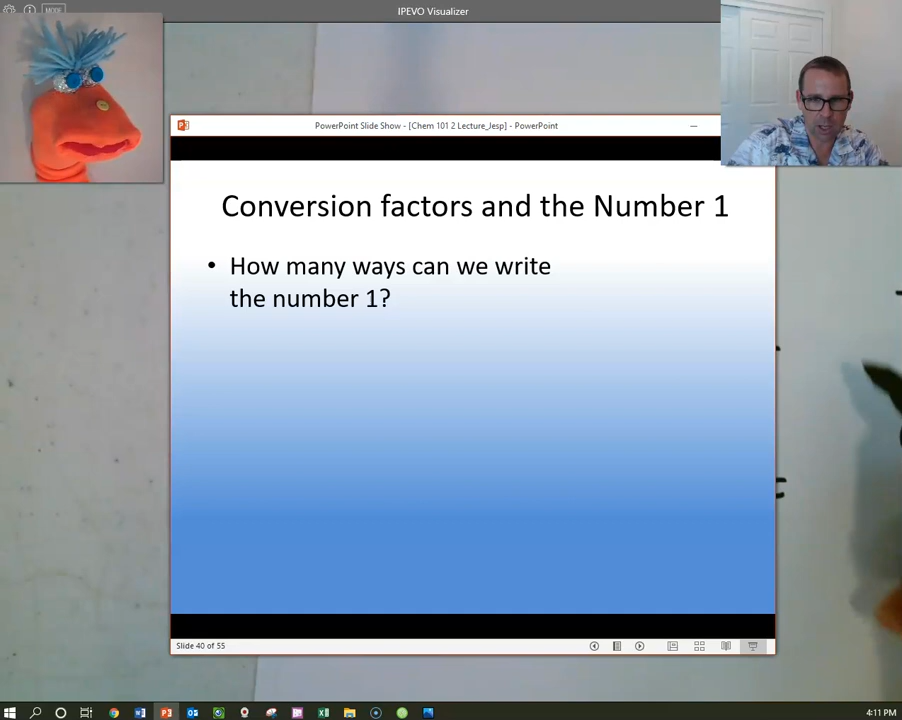 IPEVO Visualizer
MODE
PowerPoint Slide Show - [Chem 101 2 Lecture_Jesp] - PowerPoint
Conversion factors and the Number 1
• How many ways can we write
the number 1?
Slide 40 of 55
4:11 PM